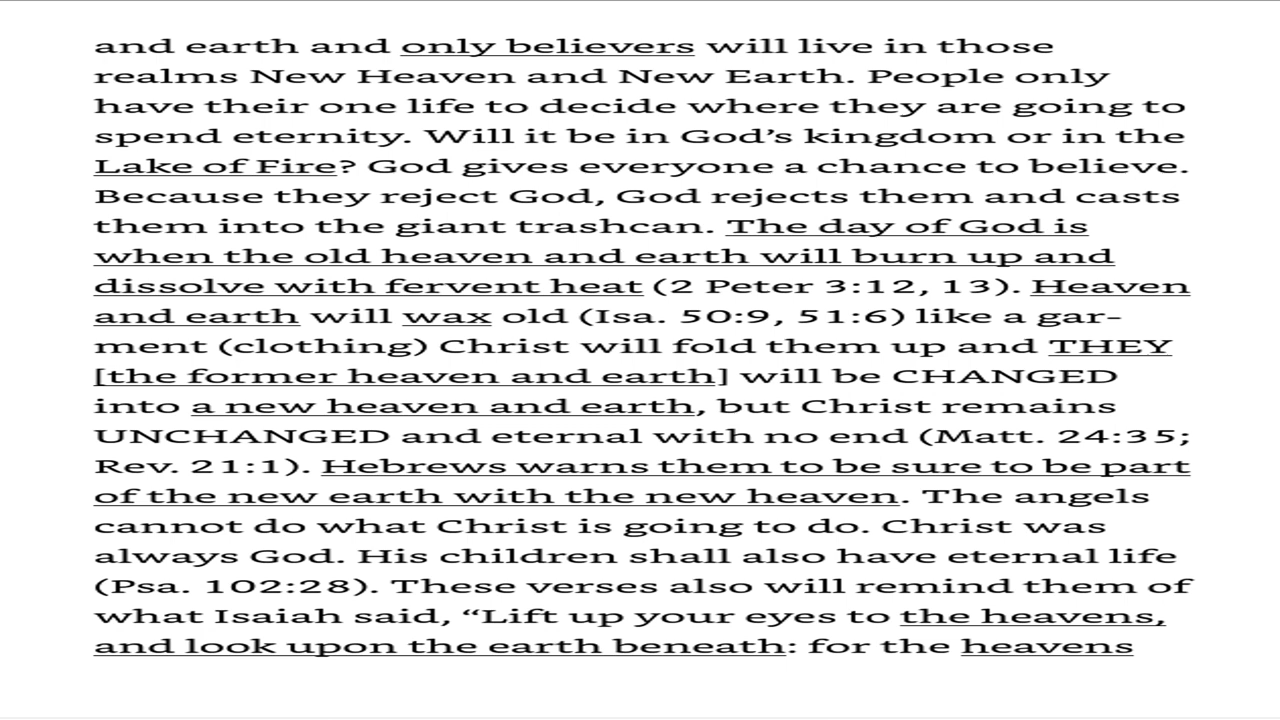 and earth and only believers will live in those
realms New Heaven and New Earth. People only
have their one life to decide where they are going to
spend eternity. Will it be in God’s kingdom or in the
Lake of Fire? God gives everyone a chance to believe.
Because they reject God, God rejects them and casts
them into the giant trashcan. The day of God is
when the old heaven and earth will burn up and
dissolve with fervent heat (2 Peter 3:12, 13). Heaven
and earth will wax old (Isa. 50:9, 51:6) like a gar-
ment (clothing) Christ will fold them up and THEY
[the former heaven and earth] will be CHANGED
into a new heaven and earth, but Christ remains
UNCHANGED and eternal with no end (Matt. 24:35;
Rev. 21:1). Hebrews warns them to be sure to be part
of the new earth with the new heaven. The angels
cannot do what Christ is going to do. Christ was
always God. His children shall also have eternal life
(Psa. 102:28). These verses also will remind them of
what Isaiah said, “Lift up your eyes to the heavens,
and look upon the earth beneath: for the heavens